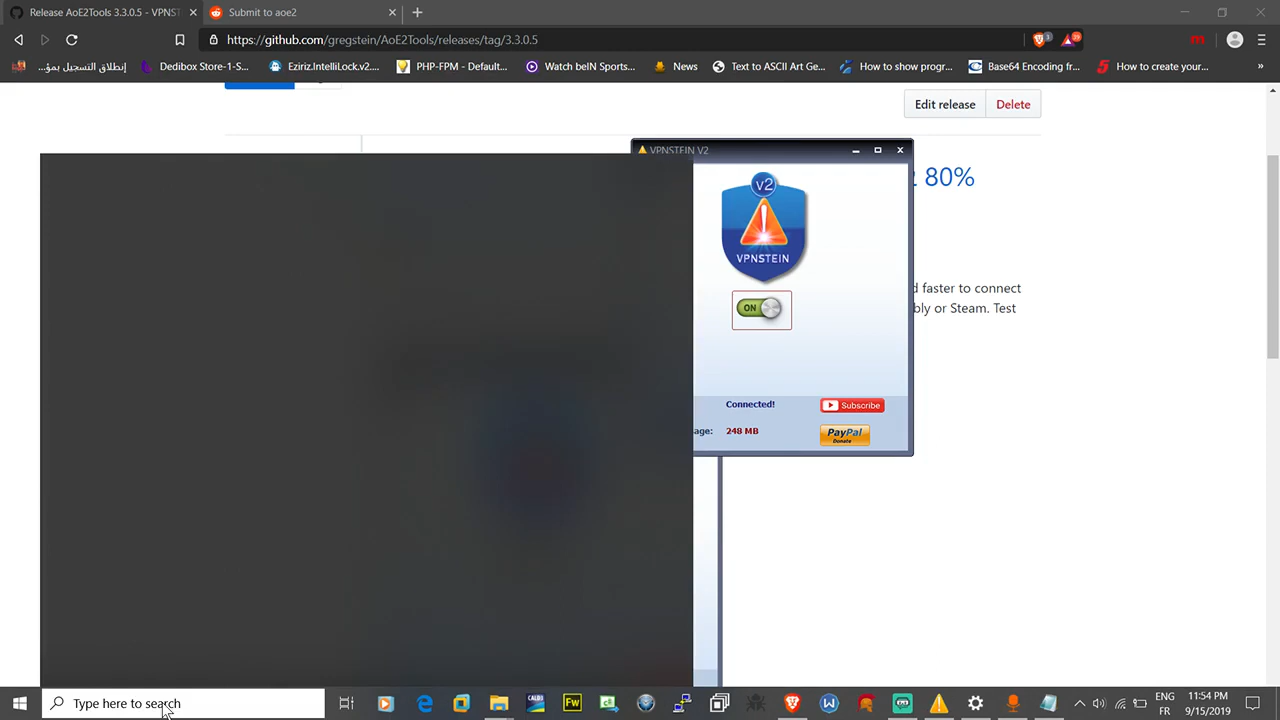 Release AoE2Tools 3.3.0.5 - VPNST
Submit to aoe2
https://github.com/gregstein/AoE2Tools/releases/tag/3.3.0.5
إنطلاق التسجيل بمؤ...
Dedibox Store-1-S...
Eziriz.IntelliLock.v2....
PHP-FPM - Default...
Watch beIN Sports...
News
Text to ASCII Art Ge...
How to show progr...
Base64 Encoding fr...
How to create your...
»
Edit release
Delete
VPNSTEIN V2
80%
v2
VPNSTEIN
d faster to connect
bly or Steam. Test
ON
Connected!
Subscribe
age:
248 MB
PayPal
Donate
Type here to search
Fw
ENG
FR
11:54 PM
9/15/2019